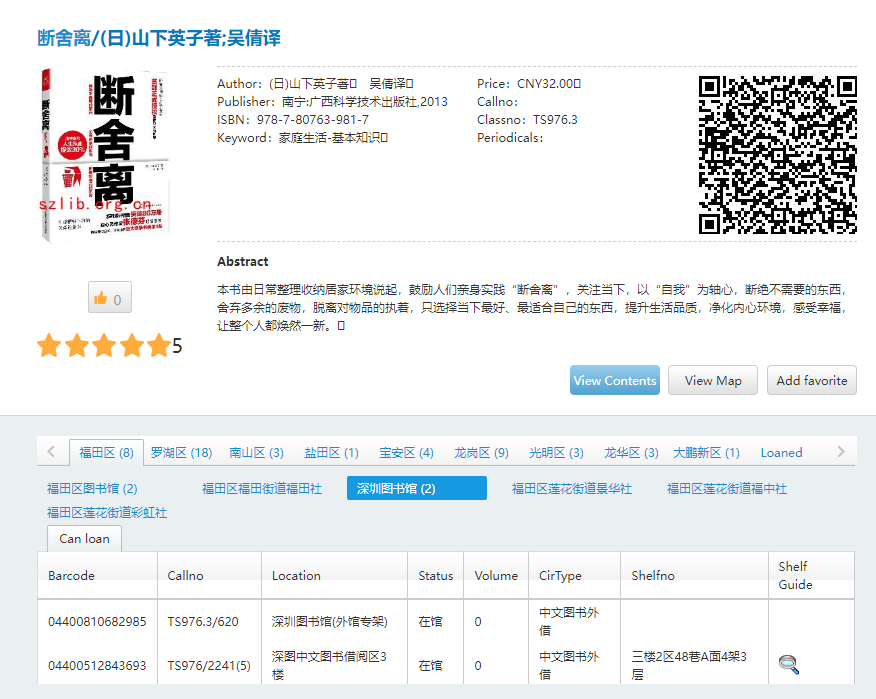 断舍离/(日)山下英子著;吴倩译
断
舍
离
断舍离
szlib.org.cn
Author：(日)山下英子著 吴倩译
Publisher：南宁:广西科学技术出版社,2013
ISBN：978-7-80763-981-7
Keyword：家庭生活-基本知识
Price：CNY32.00
Callno：
Classno：TS976.3
Periodicals：
Abstract
本书由日常整理收纳居家环境说起，鼓励人们亲身实践“断舍离”，关注当下，以“自我”为轴心，断绝不需要的东西，
舍弃多余的废物，脱离对物品的执着，只选择当下最好、最适合自己的东西，提升生活品质，净化内心环境，感受幸福，
让整个人都焕然一新。
0
5
View Contents
View Map
Add favorite
福田区 (8) 罗湖区 (18) 南山区 (3) 盐田区 (1) 宝安区 (4) 龙岗区 (9) 光明区 (3) 龙华区 (3) 大鹏新区 (1) Loaned
福田区图书馆 (2) 福田区福田街道福田社 深圳图书馆 (2) 福田区莲花街道景华社 福田区莲花街道福中社
福田区莲花街道彩虹社
Can loan
Barcode Callno Location Status Volume CirType Shelfno Shelf
Guide
04400810682985 TS976.3/620 深圳图书馆(外馆专架) 在馆 0 中文图书外
借
04400512843693 TS976/2241(5) 深图中文图书借阅区3
楼 在馆 0 中文图书外
借 三楼2区48巷A面4架3
层